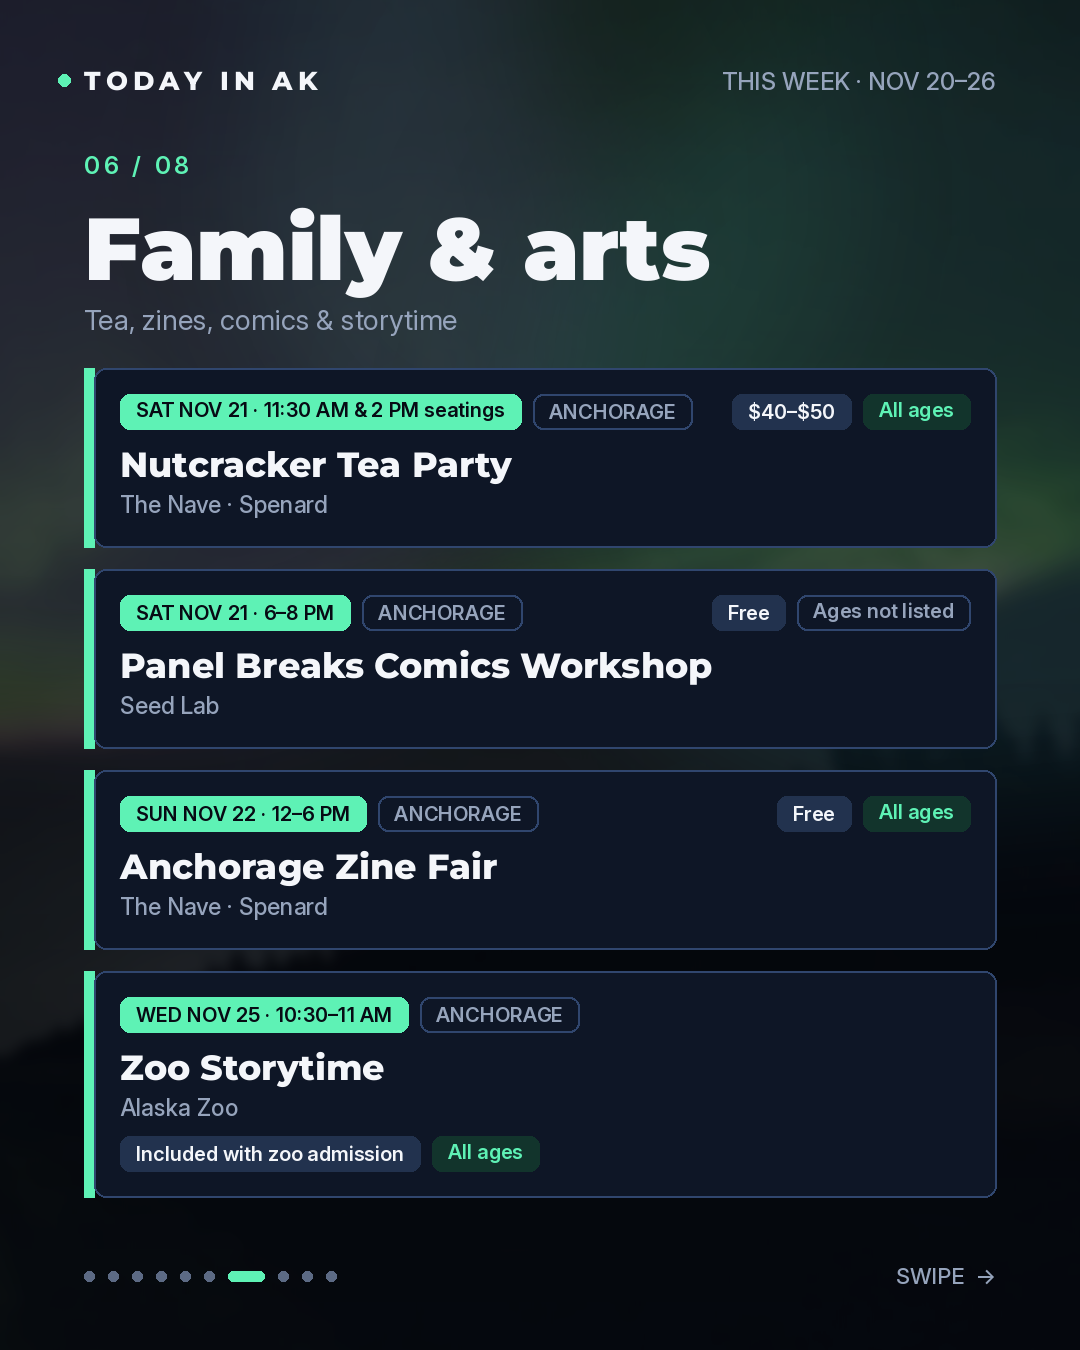 TODAY IN AK
THIS WEEK · NOV 20–26
06 / 08
Family & arts
Tea, zines, comics & storytime
SAT NOV 21 · 11:30 AM & 2 PM seatings
ANCHORAGE
$40–$50
All ages
Nutcracker Tea Party
The Nave · Spenard
SAT NOV 21 · 6–8 PM
ANCHORAGE
Free
Ages not listed
Panel Breaks Comics Workshop
Seed Lab
SUN NOV 22 · 12–6 PM
ANCHORAGE
Free
All ages
Anchorage Zine Fair
The Nave · Spenard
WED NOV 25 · 10:30–11 AM
ANCHORAGE
Zoo Storytime
Alaska Zoo
Included with zoo admission
All ages
SWIPE →